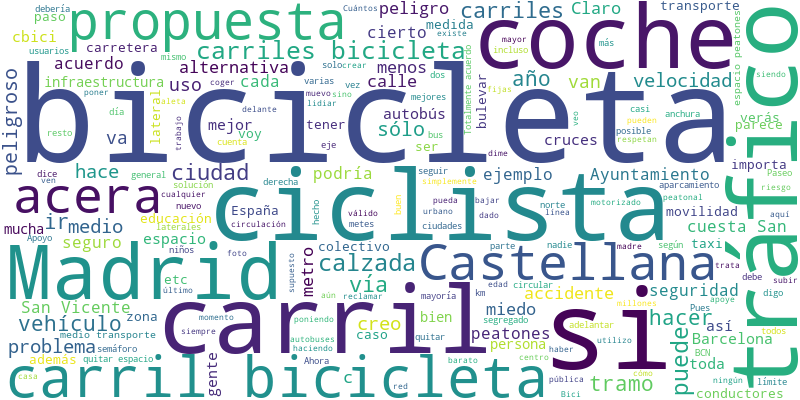 debería
paso
cbici
usuarios
propuesta
Cuántos
peligro
carriles
Claro
transporte
cierto
medida
existe
coche
mayor
más
incluso
carretera
mismo
carriles bicicleta
acuerdo
alternativa
menos
infraestructura
uso
cada
varias
solo
crear
vez
dos
calle
mejores
Totalmente acuerdo
bulevar
año
van
velocidad
espacio peatones
siendo
tráfico
peligroso
poner
día
lateral
Galeta
trabajo
coger
delante
muevo
lidiar
sino
fijas
autobús
casi
anchura
verás
parece
bicicleta
resto
va
mejor
cuenta
voy
tener
eje
sólo
bus
ser
dime
cruces
veo
pueden
posible
respetan
importa
Paseo
riesgo
dice
ven
general
hace
cualquier
solución
nuevo
ciudad
derecha
podría
seguir
simplemente
ejemplo
Ayuntamiento
aparcamiento
peatonal
aquí
acera
ciclista
mucha
ir
medio
educación
laterales
España
circulación
hecho
válido
metes
buen
urbano
ciudades
pueda
bajar
dado
norte
línea
motorizado
movilidad
cuesta San
Apoyo
seguro
niños
espacio
foto
colectivo
parte
nadie
madre
según
taxi
subir
Madrid
etc
último
supuesto
metro
aún
calzada
reclamar
vía
mayoría
Castellana
edad
circular
km
accidente
trata
debe
seguridad
apoye
digo
San Vicente
zona
siempre
momento
carril
poniendo
autobuses
haciendo
creo
caso
bien
quitar
segregado
miedo
peatones
persona
adelantar
si
hacer
millones
así
Pues
Barcelona
BCN
todos
vehículo
medio transporte
problema
semáforo
además
quitar espacio
casa
gente
Ahora
c
red
barato
pública
centro
haber
Bici
utilizo
tramo
cómo
puede
toda
ningún
límite
conductores
carril bicicleta